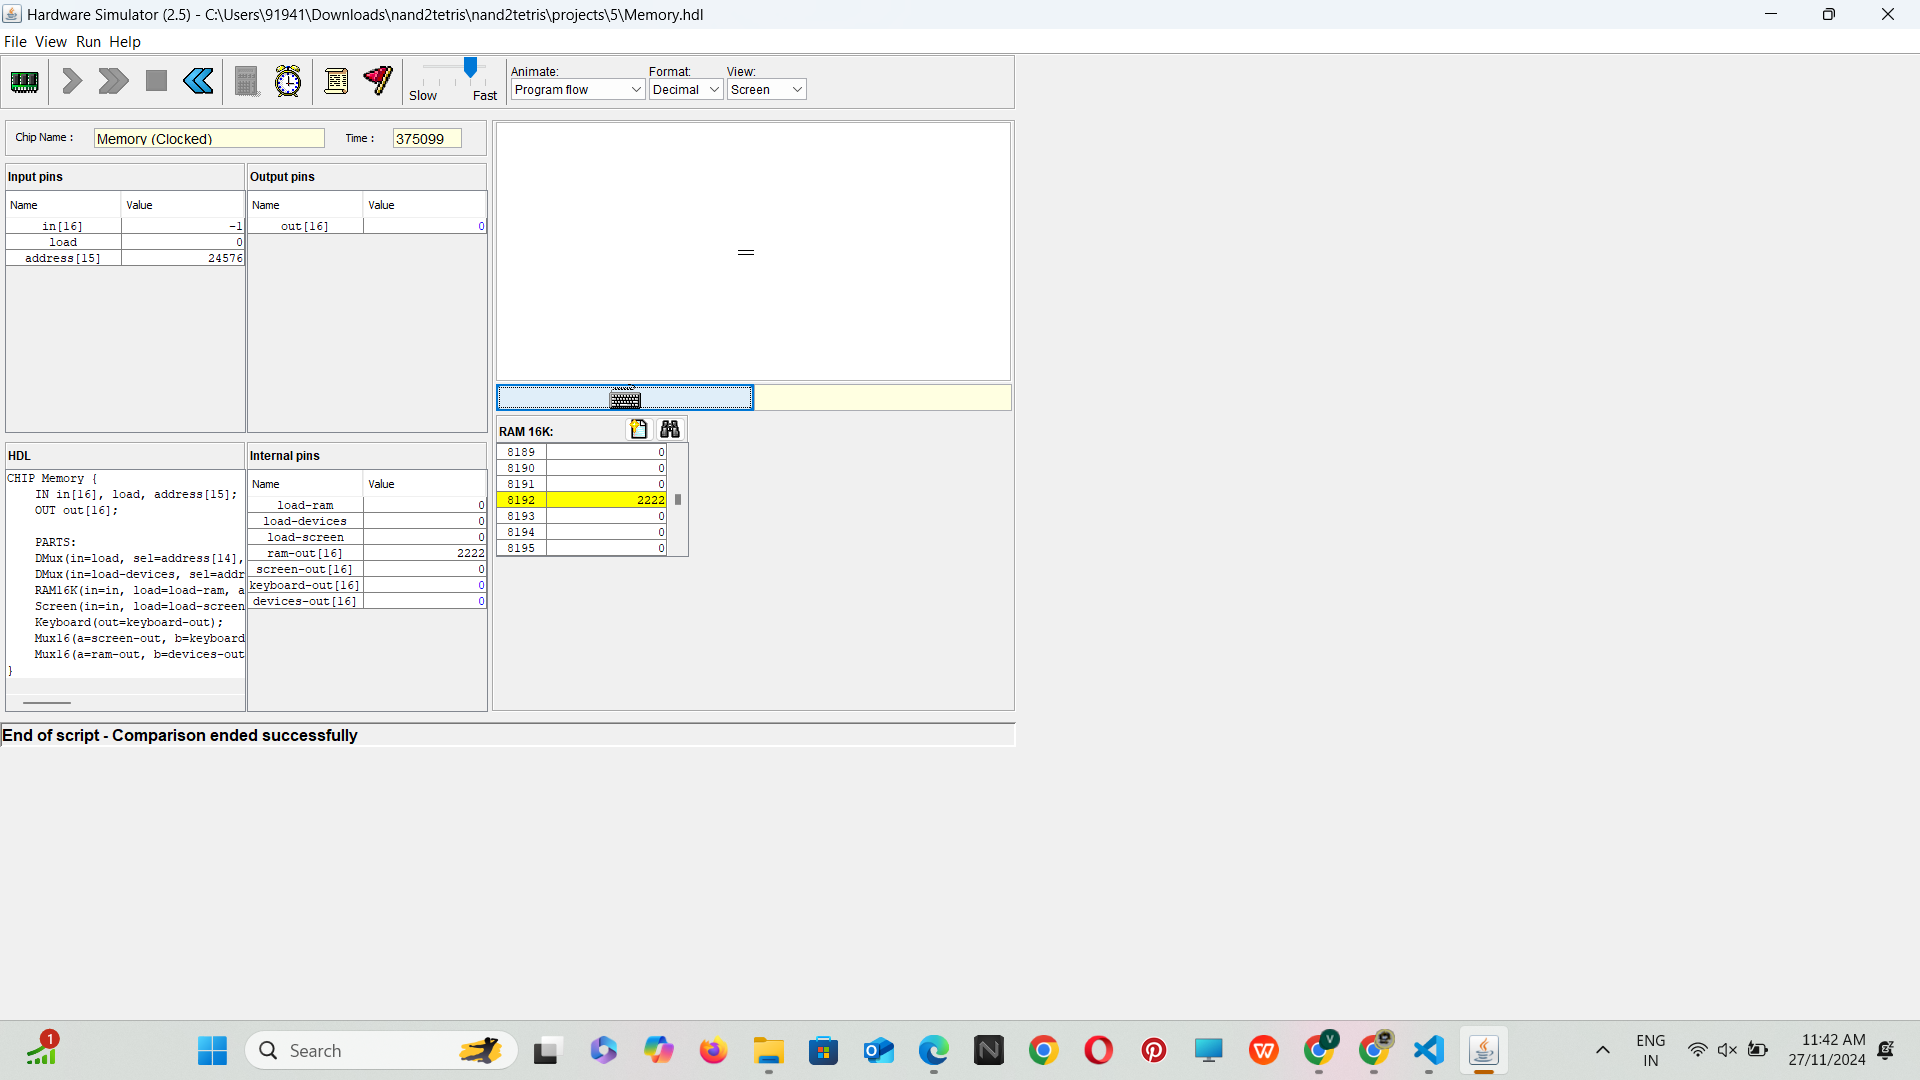 Hardware Simulator (2.5) - C:\Users\91941\Downloads\nand2tetris\nand2tetris\projects\5\Memory.hdl
File View Run Help
Slow Fast
Animate: Format: View:
Program flow Decimal Screen
Chip Name : Memory (Clocked) Time : 375099
Input pins
Name Value
in[16] -1
load 0
address[15] 24576
Output pins
Name Value
out[16] 0
HDL
CHIP Memory {
IN in[16], load, address[15];
OUT out[16];
PARTS:
DMux(in=load, sel=address[14],
DMux(in=load-devices, sel=addr
RAM16K(in=in, load=load-ram, a
Screen(in=in, load=load-screen
Keyboard(out=keyboard-out);
Mux16(a=screen-out, b=keyboard
Mux16(a=ram-out, b=devices-out
}
Internal pins
Name Value
load-ram 0
load-devices 0
load-screen 0
ram-out[16] 2222
screen-out[16] 0
keyboard-out[16] 0
devices-out[16] 0
RAM 16K:
8189 0
8190 0
8191 0
8192 2222
8193 0
8194 0
8195 0
End of script - Comparison ended successfully
1
Search
V
ENG
IN
11:42 AM
27/11/2024